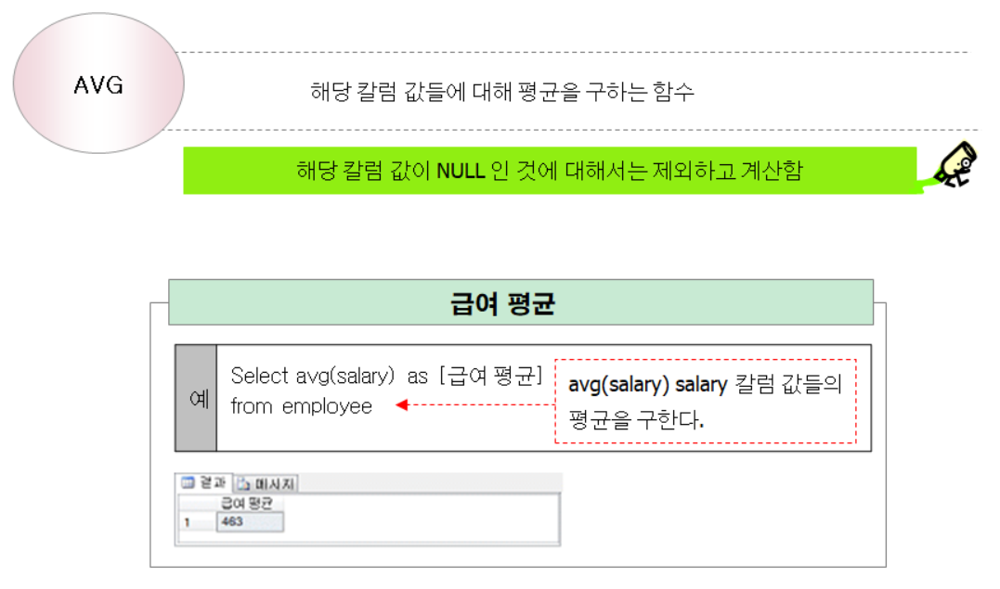 AVG
해당 칼럼 값들에 대해 평균을 구하는 함수
해당 칼럼 값이 NULL 인 것에 대해서는 제외하고 계산함
급여 평균
예
Select avg(salary) as [급여 평균]
from employee
avg(salary) salary 칼럼 값들의
평균을 구한다.
결과 메시지
급여 평균
1 463